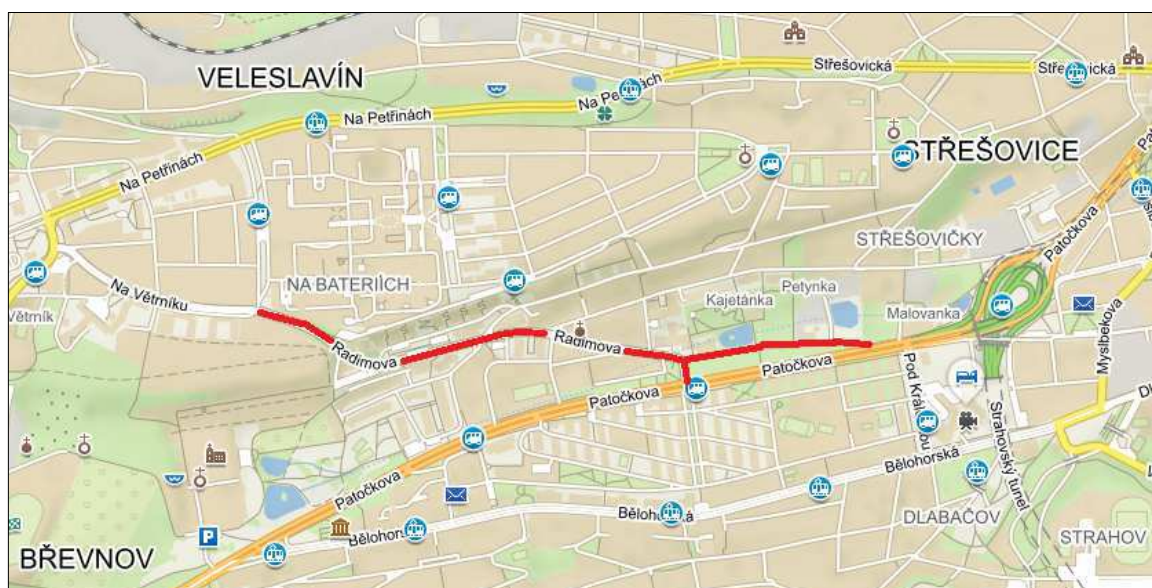 VELESLAVÍN
Střešovická
Střešovická
Na Petřinách
Na Petřinách
Na Petřinách
STŘEŠOVICE
Patočkova
STŘEŠOVIČKY
NA BATERIÍCH
Na Větrníku
Větrník
Petynka
Kajetánka
Malovanka
Radimova
Radimova
Patočkova
Patočkova
Pod Královkou
Myslbekova
Strahovský tunel
Bělohorská
Patočkova
Bělohorská
Bělohorská
DLABAČOV
STRAHOV
BŘEVNOV
P